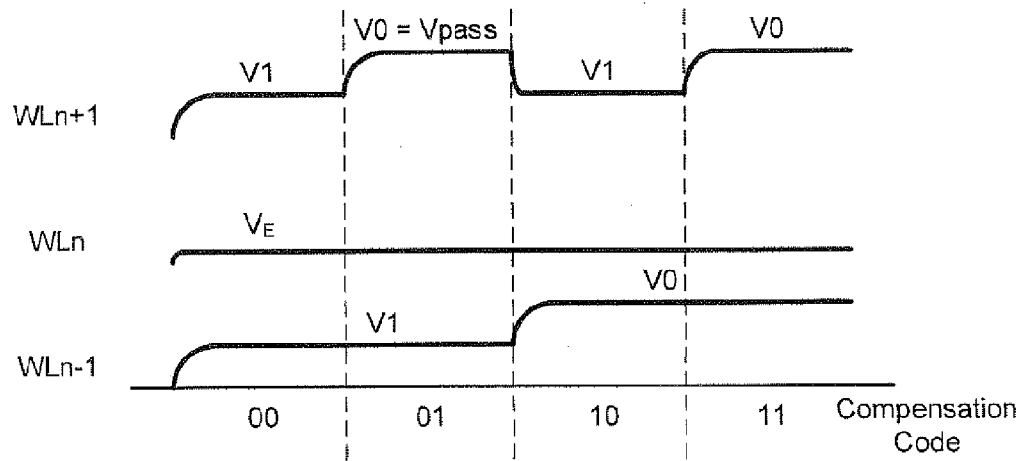 V0 = Vpass
V0
V1
V1
WLn+1
VE
WLn
V0
V1
WLn-1
00
01
10
11
Compensation
Code